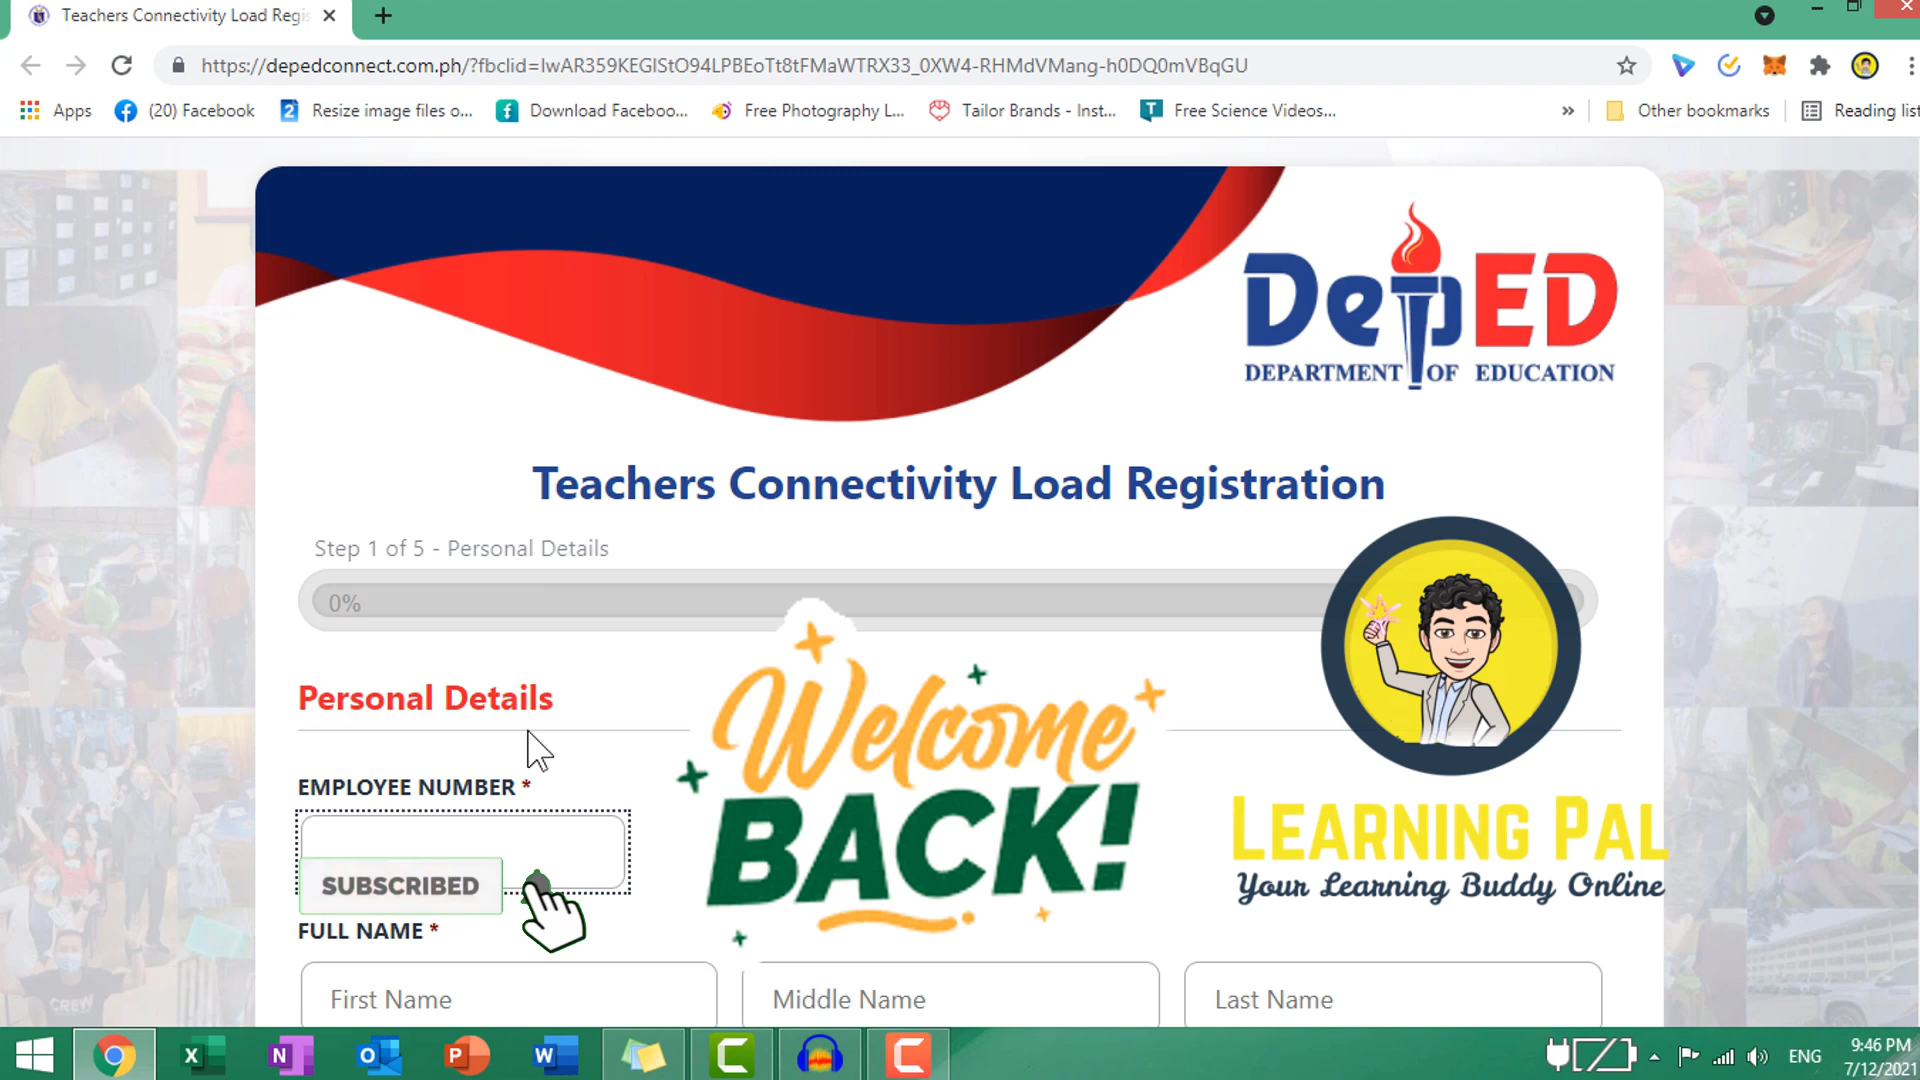 Teachers Connectivity Load Regis
https://depedconnect.com.ph/?fbclid=IwAR359KEGlStO94LPBEoTt8tFMaWTRX33_0XW4-RHMdVMang-h0DQ0mVBqGU
Apps
(20) Facebook
Resize image files o...
Download Faceboo...
Free Photography L...
Tailor Brands - Inst...
Free Science Videos...
»
Other bookmarks
Reading list
DepED
DEPARTMENT OF EDUCATION
Teachers Connectivity Load Registration
Step 1 of 5 - Personal Details
0%
Personal Details
Welcome
BACK!
EMPLOYEE NUMBER *
SUBSCRIBED
LEARNING PAL
Your Learning Buddy Online
FULL NAME *
First Name
Middle Name
Last Name
CREW
ENG
9:46 PM
7/12/2021